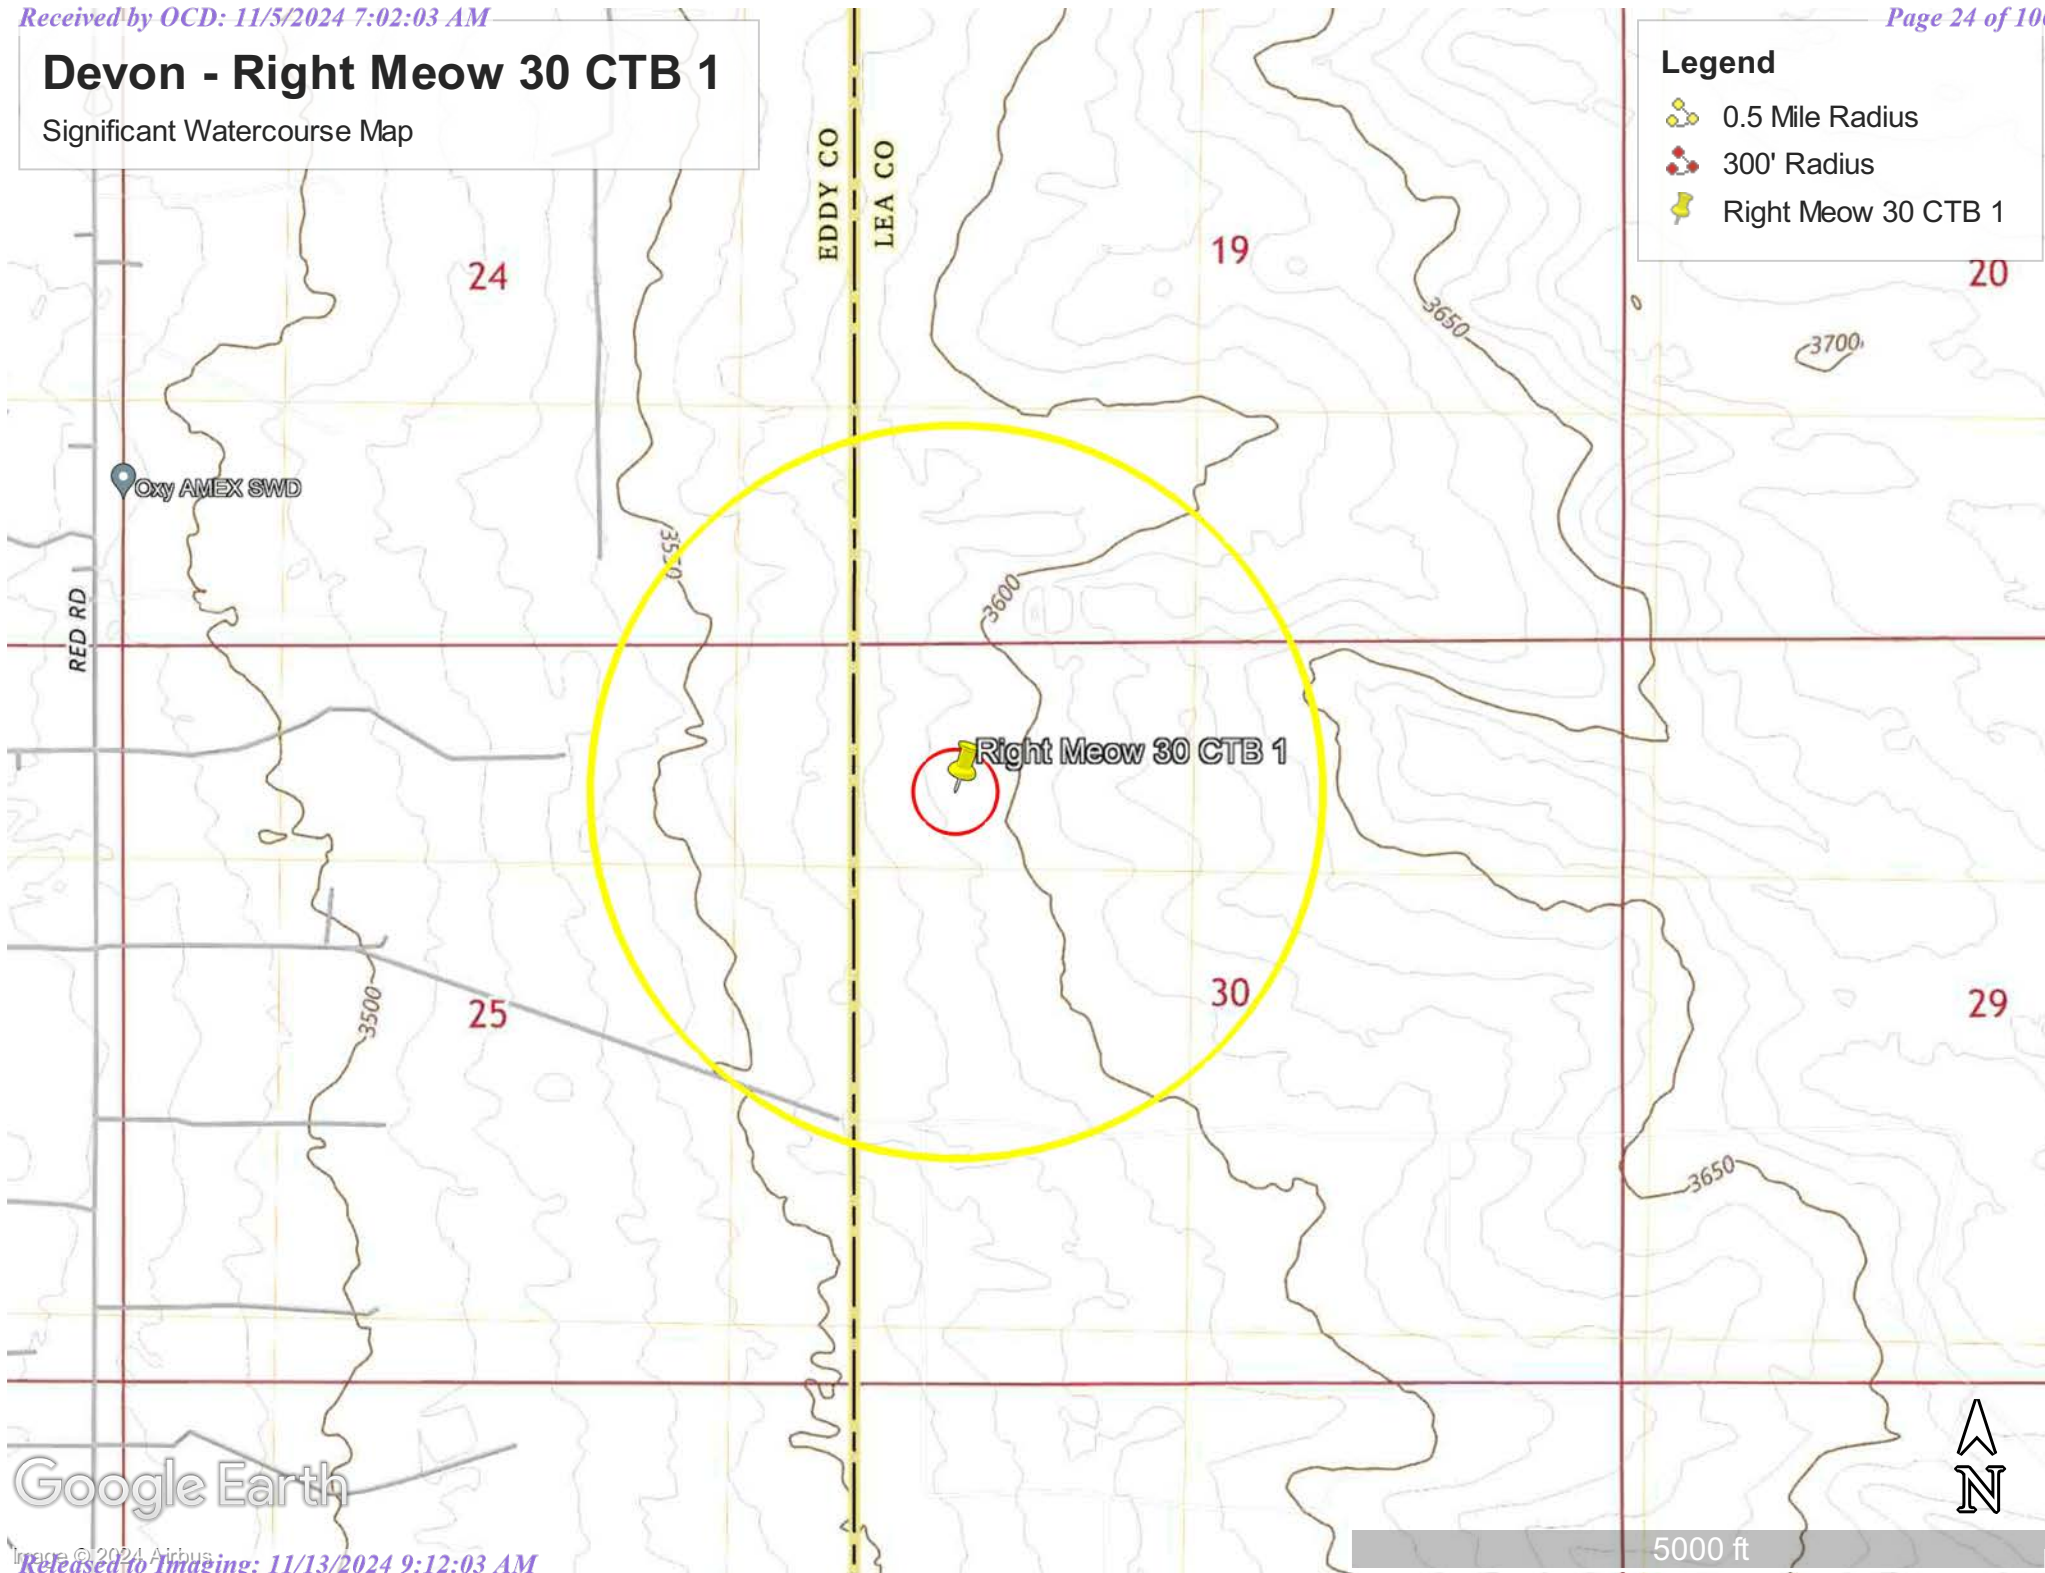 Received by OCD: 11/5/2024 7:02:03 AM
Page 24 of 10
Devon - Right Meow 30 CTB 1
Significant Watercourse Map
Legend
0.5 Mile Radius
300' Radius
Right Meow 30 CTB 1
EDDY CO
LEA CO
24
19
20
3650
3700
Oxy AMEX SWD
3550
3600
RED RD
Right Meow 30 CTB 1
25
30
29
3500
3650
N
Google Earth
5000 ft
Image © 2024 Airbus
Released to Imaging: 11/13/2024 9:12:03 AM